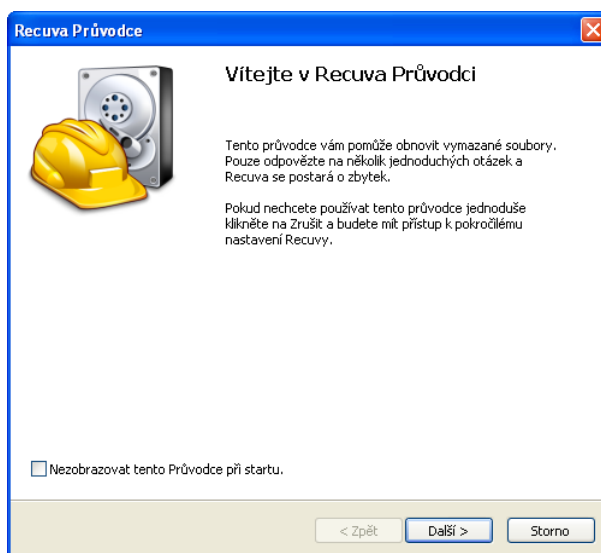 Recuva Průvodce
Vítejte v Recuva Průvodci
Tento průvodce vám pomůže obnovit vymazané soubory.
Pouze odpovězte na několik jednoduchých otázek a
Recuva se postará o zbytek.
Pokud nechcete používat tento průvodce jednoduše
klikněte na Zrušit a budete mít přístup k pokročilému
nastavení Recuvy.
Nezobrazovat tento Průvodce při startu.
< Zpět
Další >
Storno